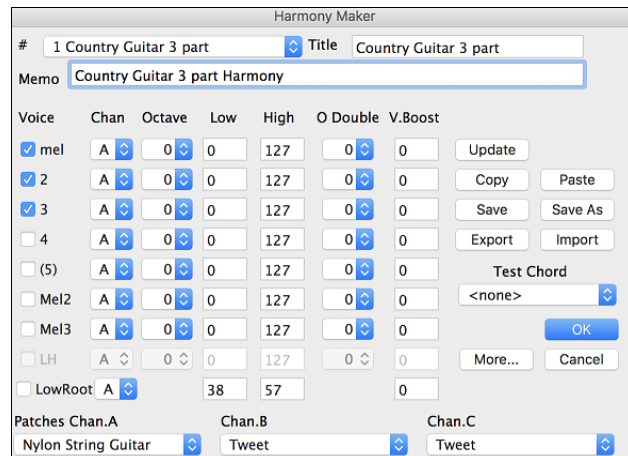 Harmony Maker
# 1 Country Guitar 3 part Title Country Guitar 3 part
Memo Country Guitar 3 part Harmony
Voice Chan Octave Low High O Double V.Boost
mel A 0 0 127 0 0 Update
2 A 0 0 127 0 0 Copy Paste
3 A 0 0 127 0 0 Save Save As
4 A 0 0 127 0 0 Export Import
(5) A 0 0 127 0 0 Test Chord
Mel2 A 0 0 127 0 0 <none>
Mel3 A 0 0 127 0 0 OK
LH A 0 0 127 0 0 More... Cancel
LowRoot A 38 57 0
Patches Chan.A Chan.B Chan.C
Nylon String Guitar Tweet Tweet